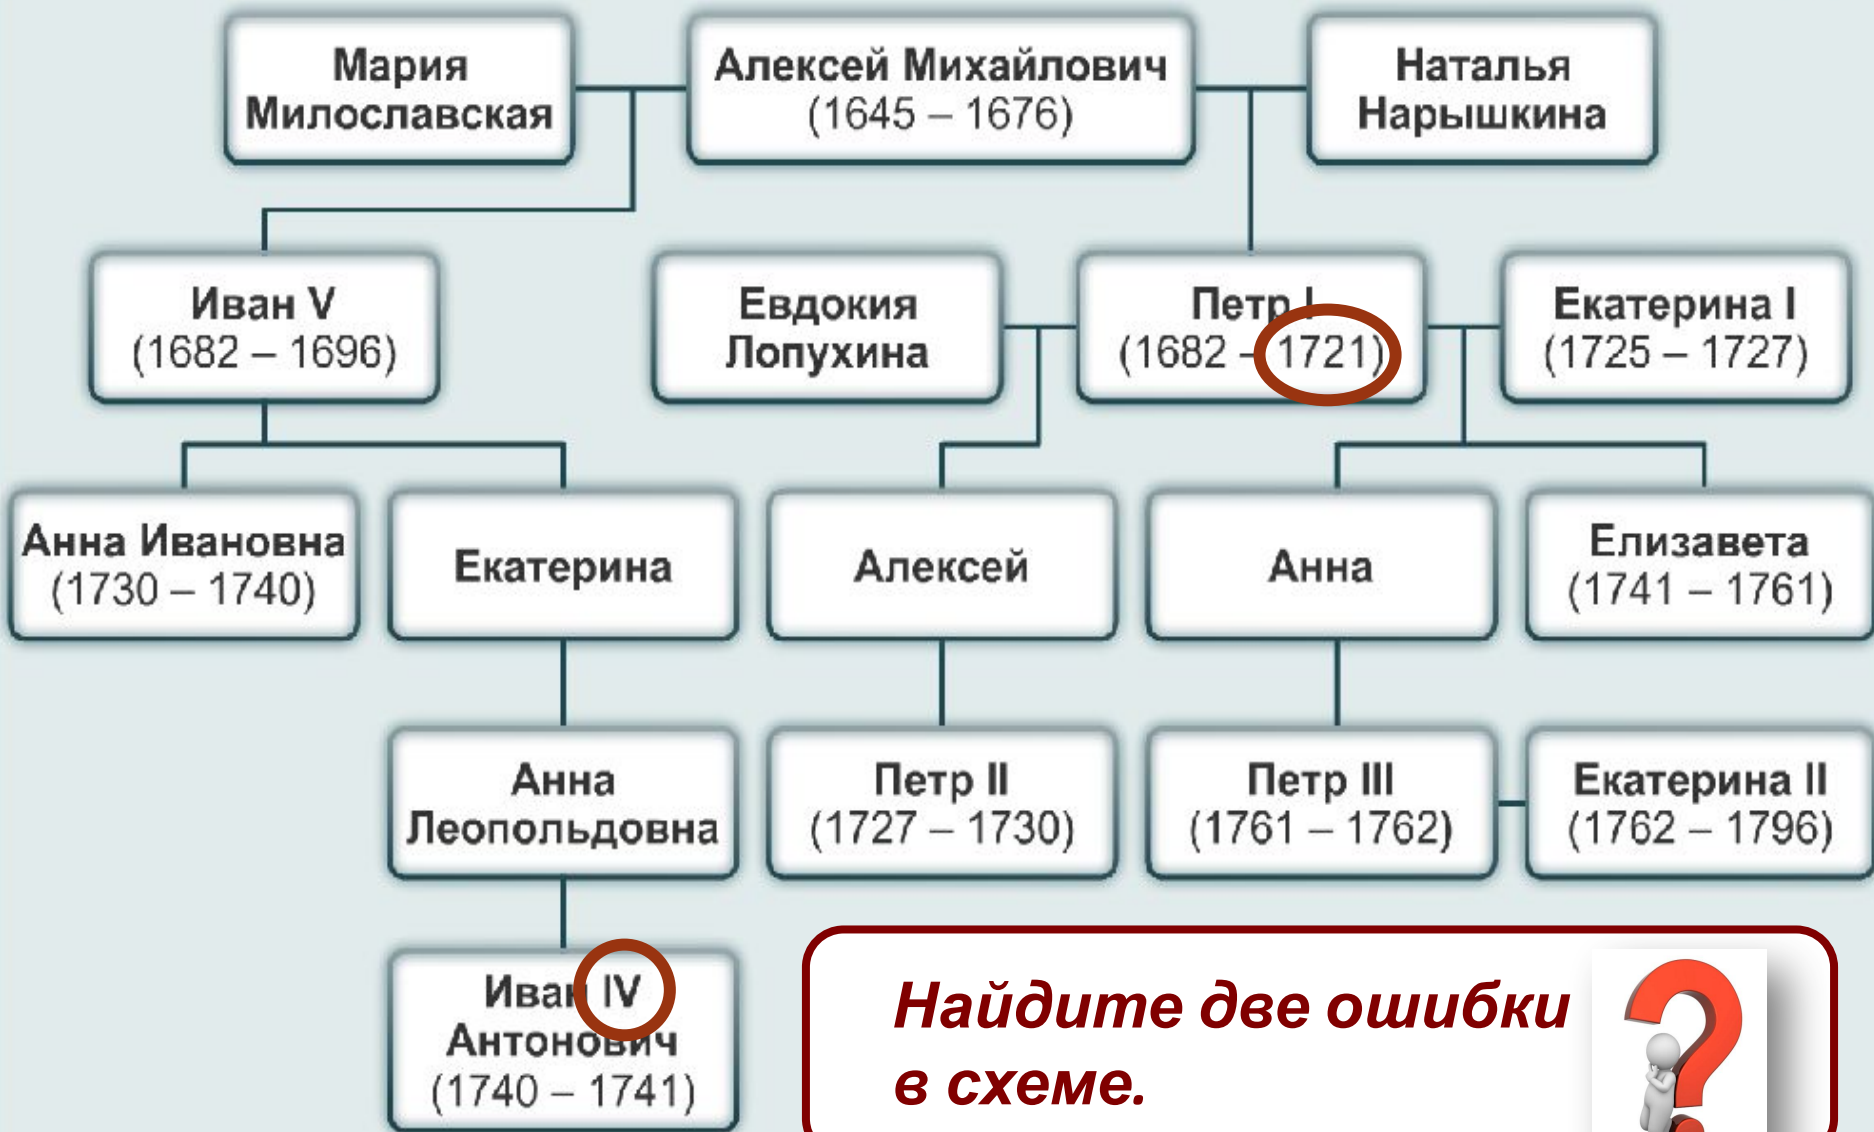 Мария
Милославская
Алексей Михайлович
(1645 – 1676)
Наталья
Нарышкина
Иван V
(1682 – 1696)
Евдокия
Лопухина
Петр I
(1682 – 1721)
Екатерина I
(1725 – 1727)
Анна Ивановна
(1730 – 1740)
Екатерина
Алексей
Анна
Елизавета
(1741 – 1761)
Анна
Леопольдовна
Петр II
(1727 – 1730)
Петр III
(1761 – 1762)
Екатерина II
(1762 – 1796)
Иван IV
Антонович
(1740 – 1741)
Найдите две ошибки
в схеме.